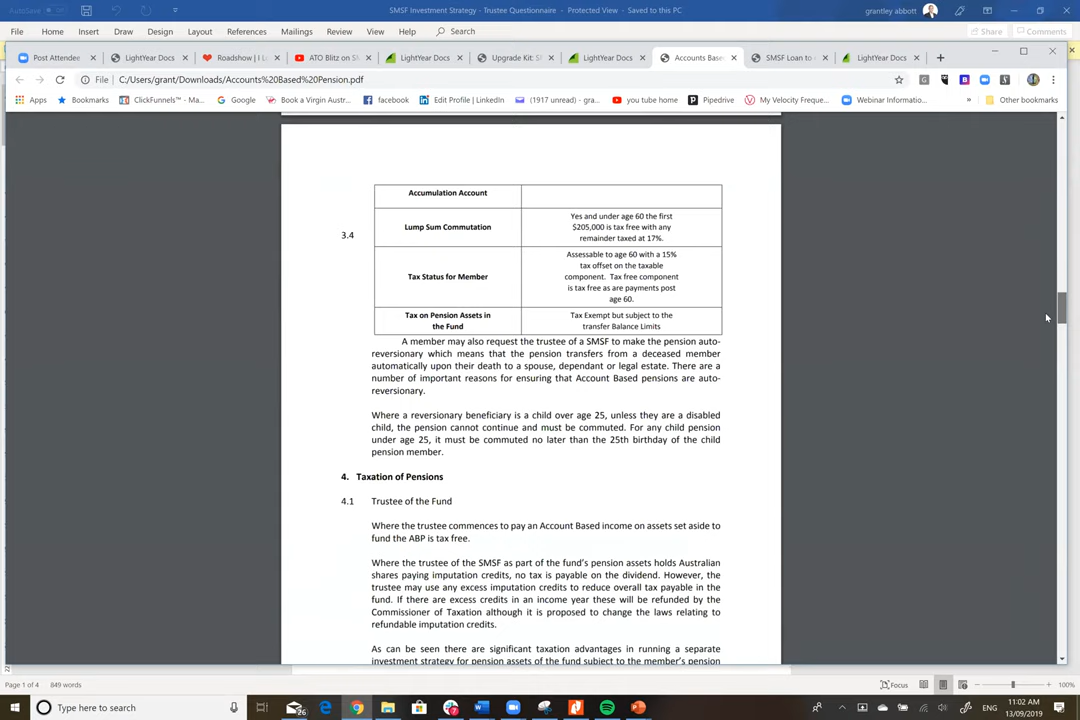 AutoSave Off
SMSF Investment Strategy - Trustee Questionnaire - Protected View - Saved to this PC
grantley abbott
File Home Insert Draw Design Layout References Mailings Review View Help Search Share Comments
Post Attendee LightYear Docs Roadshow | L ATO Blitz on SM LightYear Docs Upgrade Kit: SM LightYear Docs Accounts Base SMSF Loan to LightYear Docs
File C:/Users/grant/Downloads/Accounts%20Based%20Pension.pdf
Apps Bookmarks ClickFunnels™ - Ma... Google Book a Virgin Austr... facebook Edit Profile | LinkedIn (1917 unread) - gra... you tube home Pipedrive My Velocity Freque... Webinar Informatio... » Other bookmarks
Accumulation Account
3.4
Lump Sum Commutation
Yes and under age 60 the first
$205,000 is tax free with any
remainder taxed at 17%.
Tax Status for Member
Assessable to age 60 with a 15%
tax offset on the taxable
component. Tax free component
is tax free as are payments post
age 60.
Tax on Pension Assets in
the Fund
Tax Exempt but subject to the
transfer Balance Limits
A member may also request the trustee of a SMSF to make the pension auto-
reversionary which means that the pension transfers from a deceased member
automatically upon their death to a spouse, dependant or legal estate. There are a
number of important reasons for ensuring that Account Based pensions are auto-
reversionary.
Where a reversionary beneficiary is a child over age 25, unless they are a disabled
child, the pension cannot continue and must be commuted. For any child pension
under age 25, it must be commuted no later than the 25th birthday of the child
pension member.
4. Taxation of Pensions
4.1 Trustee of the Fund
Where the trustee commences to pay an Account Based income on assets set aside to
fund the ABP is tax free.
Where the trustee of the SMSF as part of the fund's pension assets holds Australian
shares paying imputation credits, no tax is payable on the dividend. However, the
trustee may use any excess imputation credits to reduce overall tax payable in the
fund. If there are excess credits in an income year these will be refunded by the
Commissioner of Taxation although it is proposed to change the laws relating to
refundable imputation credits.
As can be seen there are significant taxation advantages in running a separate
investment strategy for pension assets of the fund subject to the member's pension
Page 1 of 4 849 words Focus 100%
Type here to search
26
11:02 AM
13/09/2019